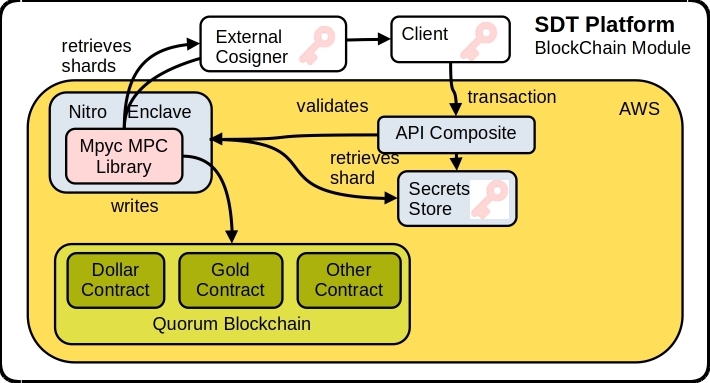 SDT Platform
BlockChain Module
External
Cosigner
Client
retrieves
shards
transaction
AWS
validates
Nitro Enclave
API Composite
Mpyc MPC
Library
retrieves
shard
Secrets
Store
writes
Dollar
Contract
Gold
Contract
Other
Contract
Quorum Blockchain